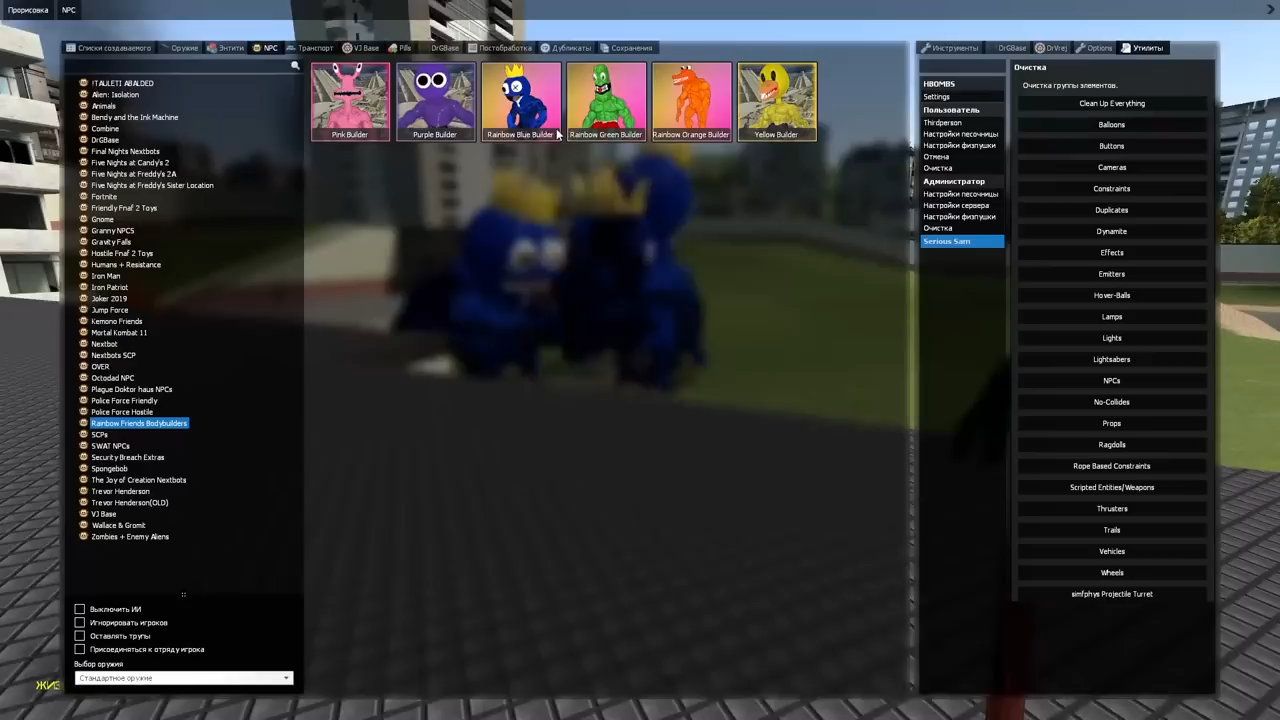 Прорисовка NPC
Списки создаваемого Оружие Энтити NPC Транспорт VJ Base Pills DrGBase Постобработка Дубликаты Сохранения
!TAULETI ABALDED
Alien: Isolation
Animals
Bendy and the Ink Machine
Combine
DrGBase
Final Nights Nextbots
Five Nights at Candy's 2
Five Nights at Freddy's 2A
Five Nights at Freddy's Sister Location
Fortnite
Friendly Fnaf 2 Toys
Gnome
Granny NPCS
Gravity Falls
Hostile Fnaf 2 Toys
Humans + Resistance
Iron Man
Iron Patriot
Joker 2019
Jump Force
Kemono Friends
Mortal Kombat 11
Nextbot
Nextbots SCP
OVER
Octodad NPC
Plague Doktor haus NPCs
Police Force Friendly
Police Force Hostile
Rainbow Friends Bodybuilders
SCPs
SWAT NPCs
Security Breach Extras
Spongebob
The Joy of Creation Nextbots
Trevor Henderson
Trevor Henderson(OLD)
VJ Base
Wallace & Gromit
Zombies + Enemy Aliens
Выключить ИИ
Игнорировать игроков
Оставлять трупы
Присоединяться к отряду игрока
Выбор оружия
Стандартное оружие
ЖИЗ
Pink Builder Purple Builder Rainbow Blue Builder Rainbow Green Builder Rainbow Orange Builder Yellow Builder
Инструменты DrGBase DrVrej Options Утилиты
HBOMBS
Settings
Пользователь
Thirdperson
Настройки песочницы
Настройки физпушки
Отмена
Очистка
Администратор
Настройки песочницы
Настройки сервера
Настройки физпушки
Очистка
Serious Sam
Очистка
Очистка группы элементов.
Clean Up Everything
Balloons
Buttons
Cameras
Constraints
Duplicates
Dynamite
Effects
Emitters
Hover-Balls
Lamps
Lights
Lightsabers
NPCs
No-Collides
Props
Ragdolls
Rope Based Constraints
Scripted Entities/Weapons
Thrusters
Trails
Vehicles
Wheels
simfphys Projectile Turret